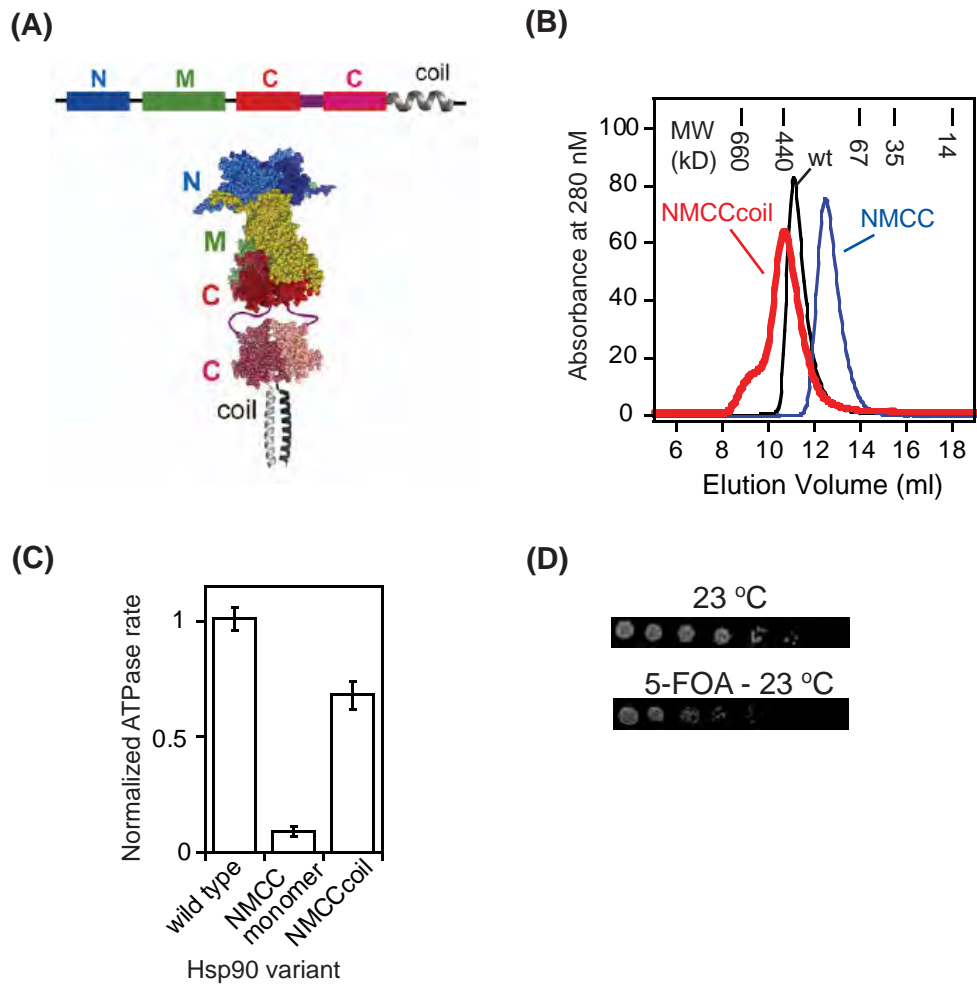 (A)
N M C C coil
N
M
C
C
coil
(B)
Absorbance at 280 nM
100
80
60
40
20
0
MW
(kD)
660
440
67
35
14
wt
NMCCcoil
NMCC
6 8 10 12 14 16 18
Elution Volume (ml)
(C)
Normalized ATPase rate
1
0.5
0
wild type
NMCC
monomer
NMCCcoil
Hsp90 variant
(D)
23 °C
5-FOA - 23 °C